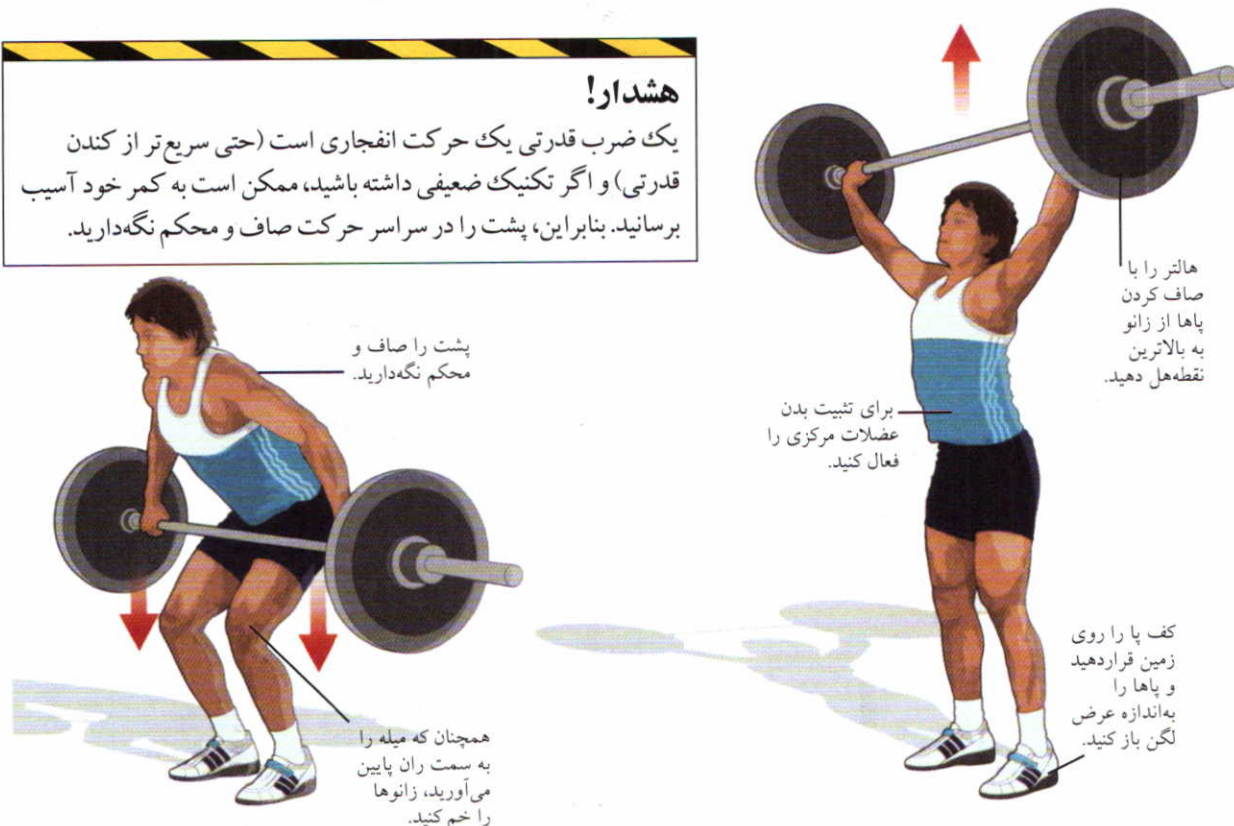 هشدار!
یک ضرب قدرتی یک حرکت انفجاری است (حتی سریع‌تر از کندن
قدرتی) و اگر تکنیک ضعیفی داشته باشید، ممکن است به کمر خود آسیب
برسانید. بنابراین، پشت را در سراسر حرکت صاف و محکم نگه‌دارید.
هالتر را با
صاف کردن
پاها از زانو
به بالاترین
نقطه‌هل دهید.
پشت را صاف و
محکم نگه‌دارید.
برای تثبیت بدن
عضلات مرکزی را
فعال کنید.
کف پا را روی
زمین قراردهید
و پاها را
به‌اندازه عرض
لگن باز کنید.
همچنان که میله را
به سمت ران پایین
می‌آورید، زانوها
را خم کنید.